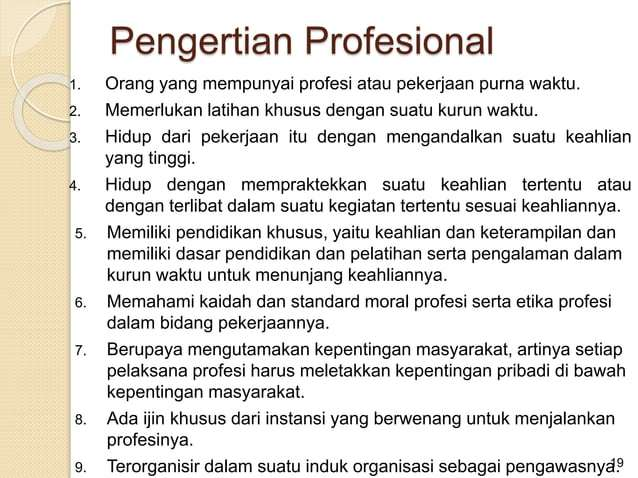 Pengertian Profesional
1. Orang yang mempunyai profesi atau pekerjaan purna waktu.
2. Memerlukan latihan khusus dengan suatu kurun waktu.
3. Hidup dari pekerjaan itu dengan mengandalkan suatu keahlian
yang tinggi.
4. Hidup dengan mempraktekkan suatu keahlian tertentu atau
dengan terlibat dalam suatu kegiatan tertentu sesuai keahliannya.
5. Memiliki pendidikan khusus, yaitu keahlian dan keterampilan dan
memiliki dasar pendidikan dan pelatihan serta pengalaman dalam
kurun waktu untuk menunjang keahliannya.
6. Memahami kaidah dan standard moral profesi serta etika profesi
dalam bidang pekerjaannya.
7. Berupaya mengutamakan kepentingan masyarakat, artinya setiap
pelaksana profesi harus meletakkan kepentingan pribadi di bawah
kepentingan masyarakat.
8. Ada ijin khusus dari instansi yang berwenang untuk menjalankan
profesinya.
9. Terorganisir dalam suatu induk organisasi sebagai pengawasnya.
19